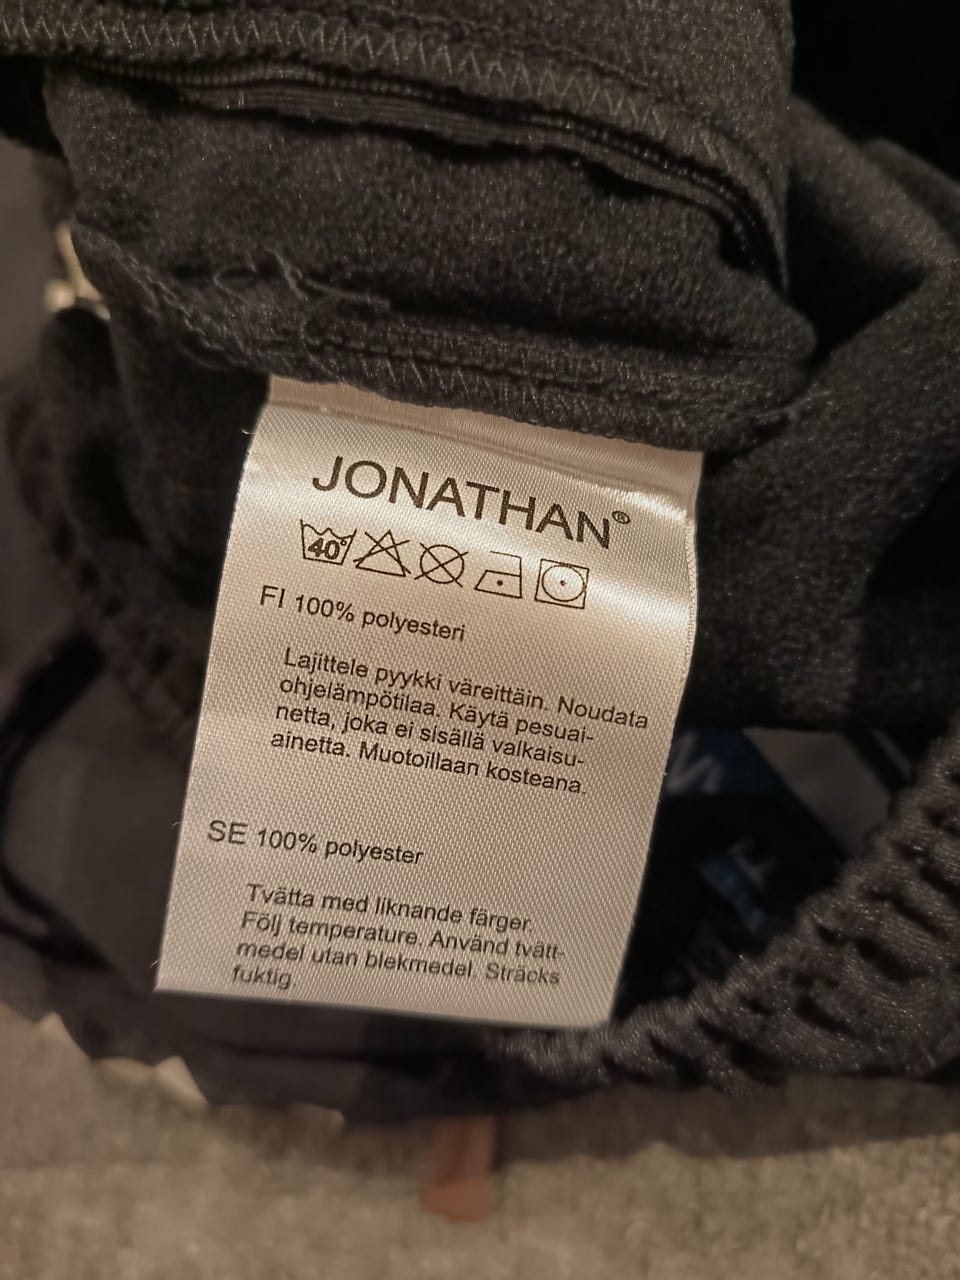 JONATHAN®
40°
FI 100% polyesteri
Lajittele pyykki väreittäin. Noudata
ohjelämpötilaa. Käytä pesuai-
netta, joka ei sisällä valkaisu-
ainetta. Muotoillaan kosteana.
SE 100% polyester
Tvätta med liknande färger.
Följ temperature. Använd tvätt-
medel utan blekmedel. Sträcks
fuktig.